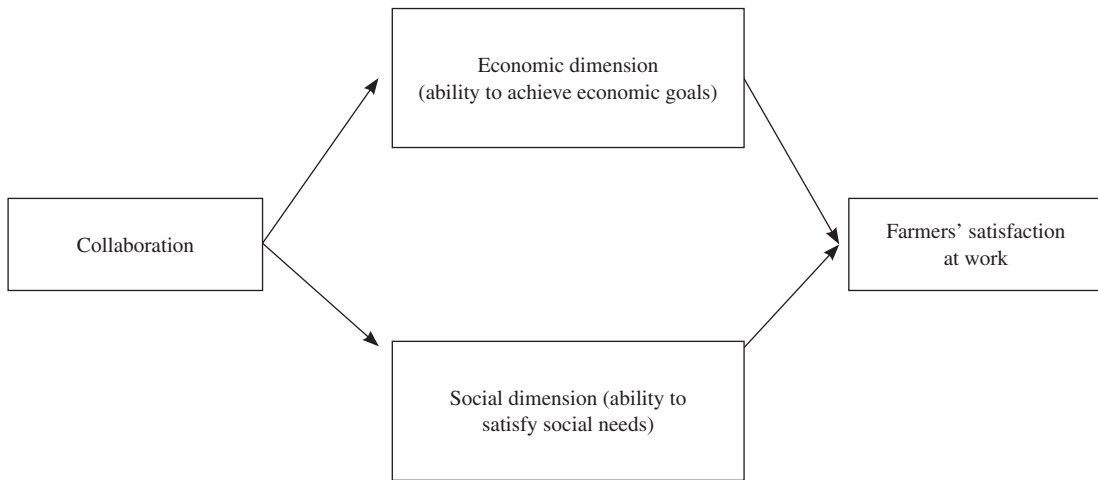 Economic dimension
(ability to achieve economic goals)
Collaboration
Farmers’ satisfaction
at work
Social dimension (ability to
satisfy social needs)